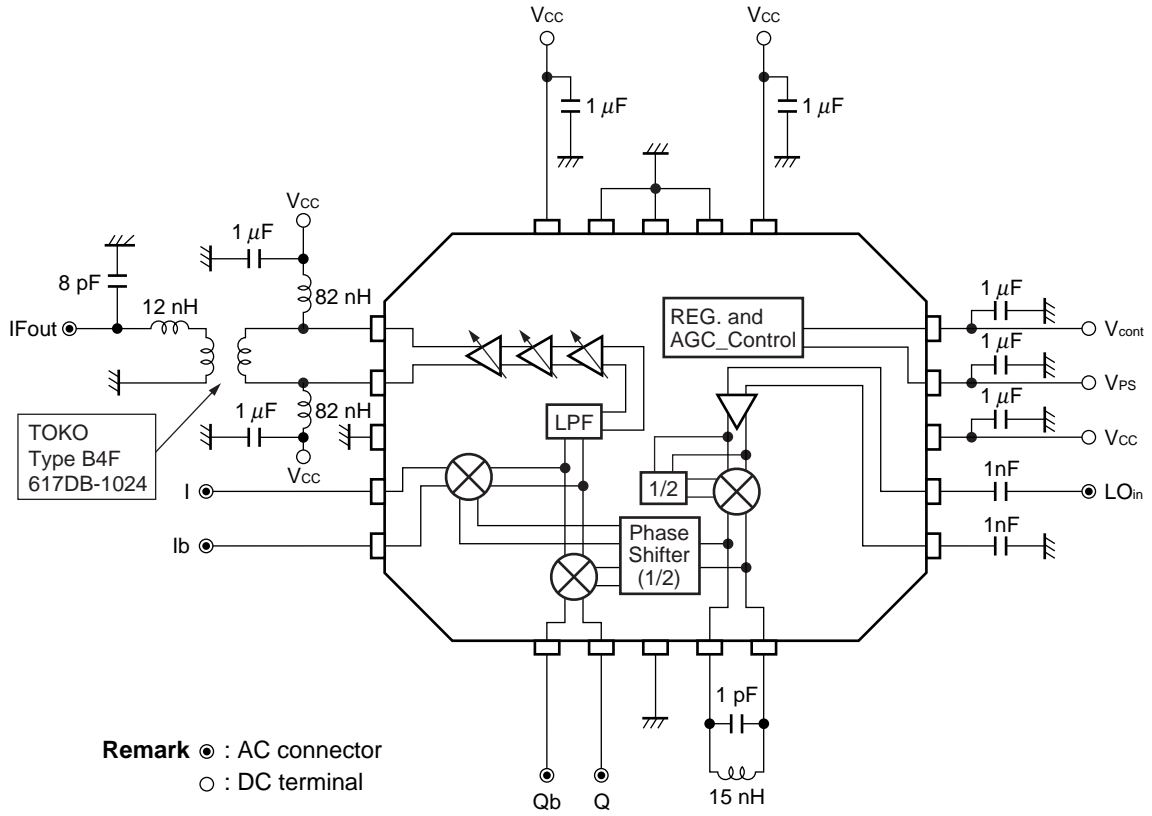 VCC
VCC
1 μF
1 μF
VCC
1 μF
8 pF
12 nH
82 nH
IFout
REG. and
AGC_Control
1 μF
Vcont
1 μF
VPS
1 μF
82 nH
1 μF
VCC
TOKO
Type B4F
617DB-1024
VCC
LPF
1nF
I
1/2
LOin
1nF
Ib
Phase
Shifter
(1/2)
1 pF
Remark : AC connector
: DC terminal
Qb
Q
15 nH